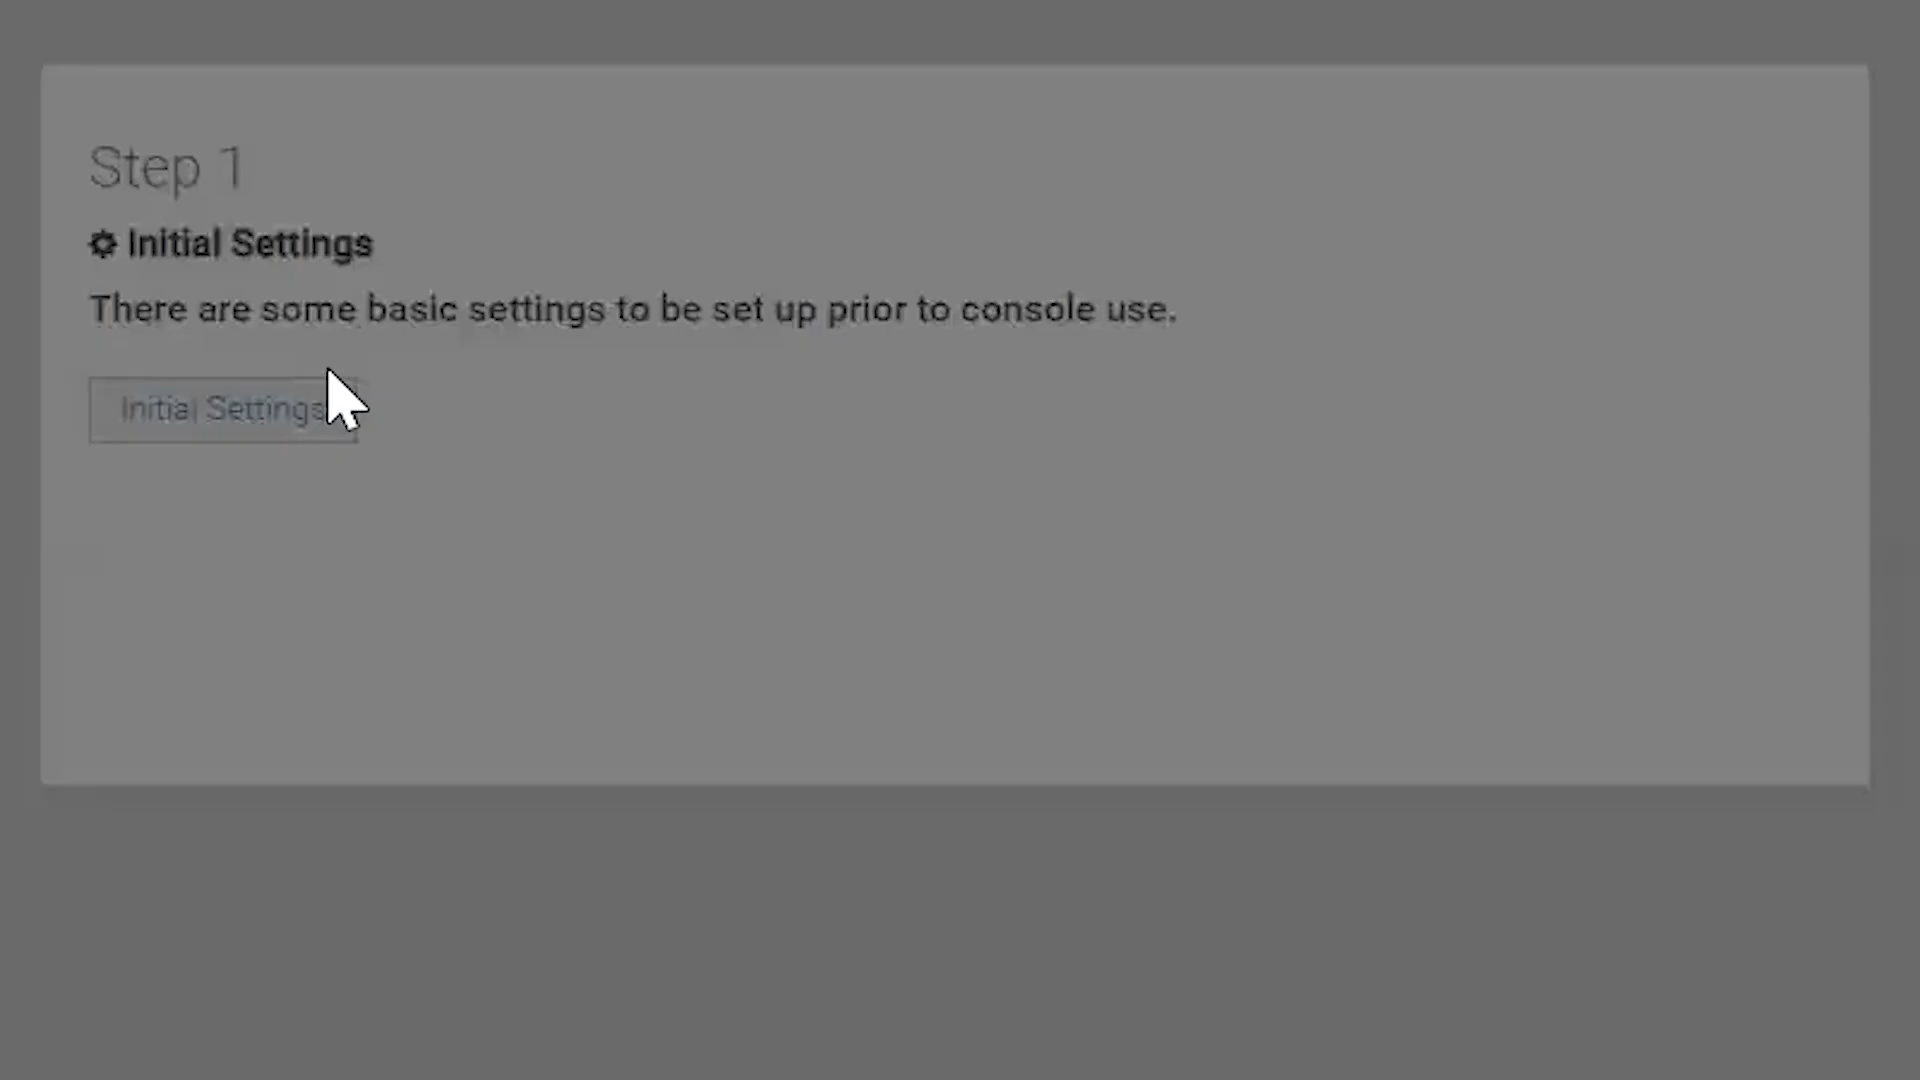 Step 1
Initial Settings
There are some basic settings to be set up prior to console use.
Initial Settings